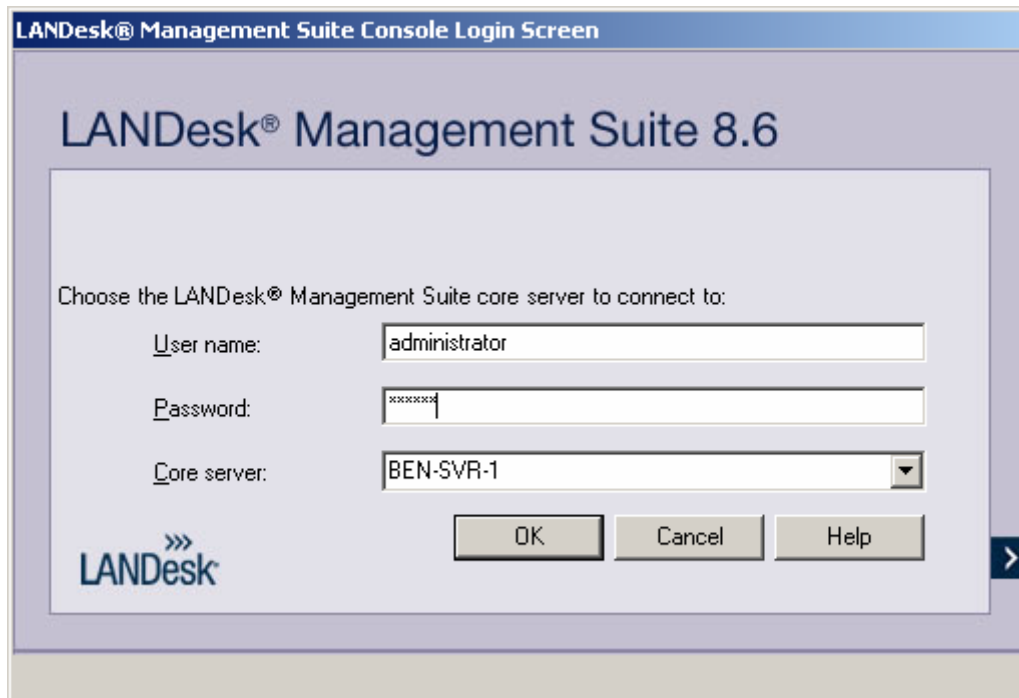 LANDesk® Management Suite Console Login Screen
LANDesk® Management Suite 8.6
Choose the LANDesk® Management Suite core server to connect to:
User name: administrator
Password: ******
Core server: BEN-SVR-1
OK Cancel Help
LANDesk